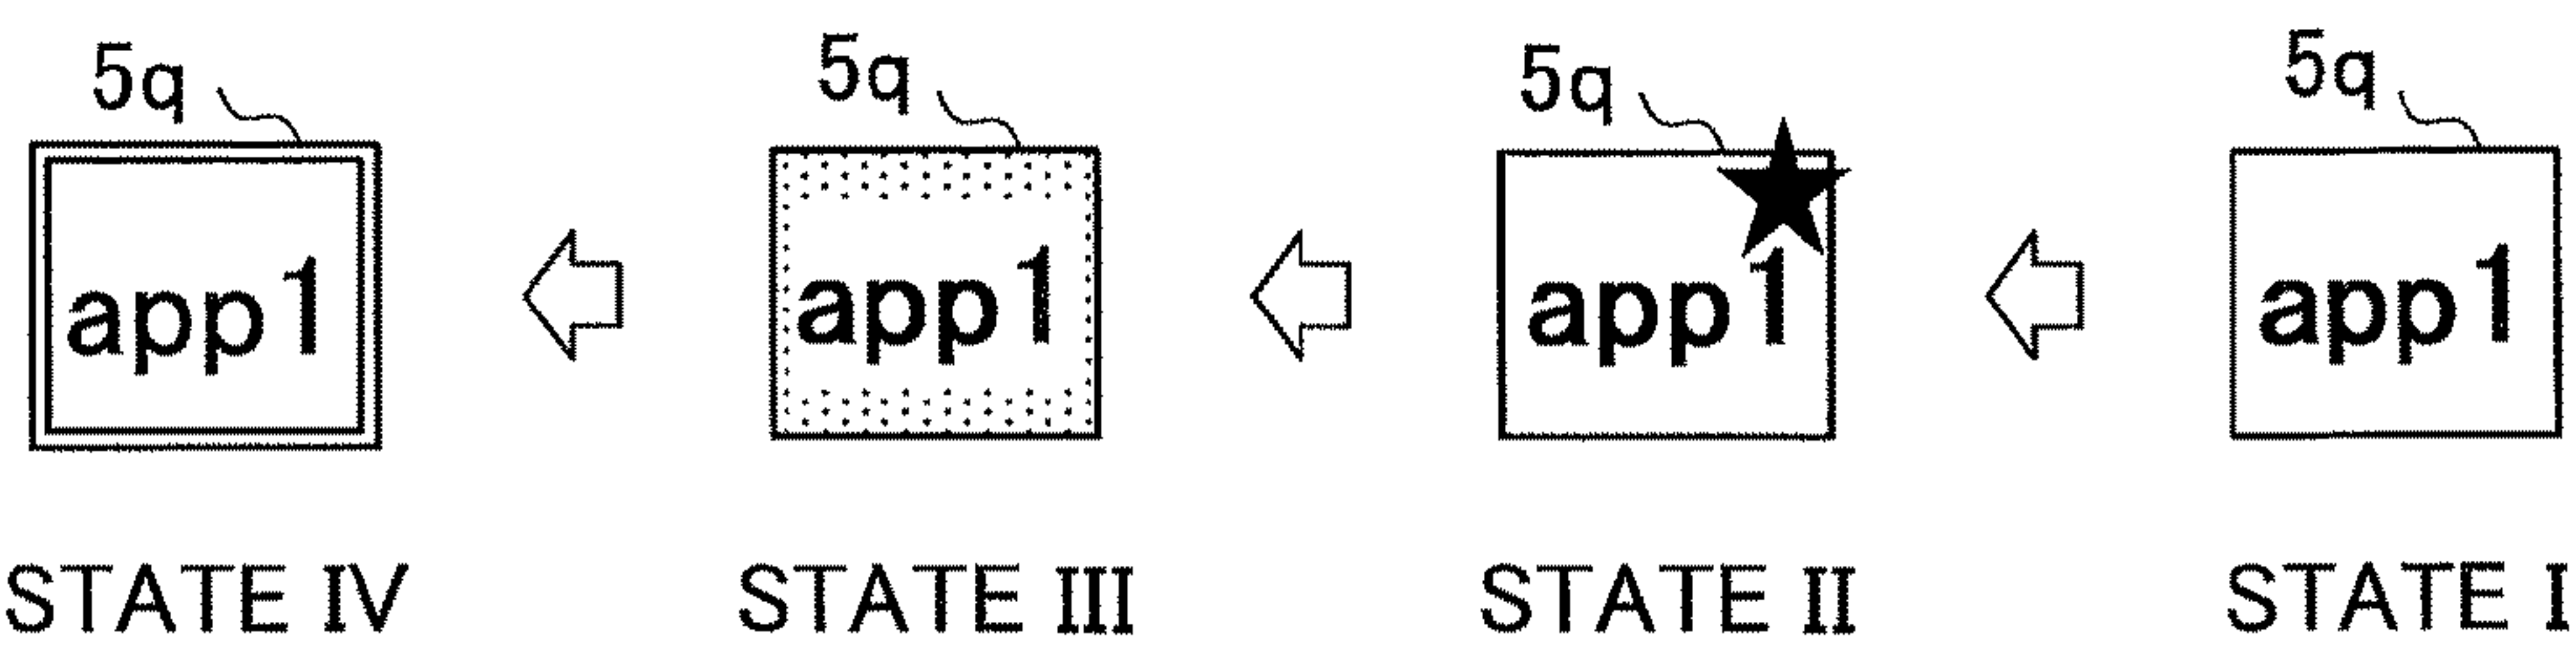 5q 5q 5q 5q
app1 app1 app1 app1
STATE IV STATE III STATE II STATE I